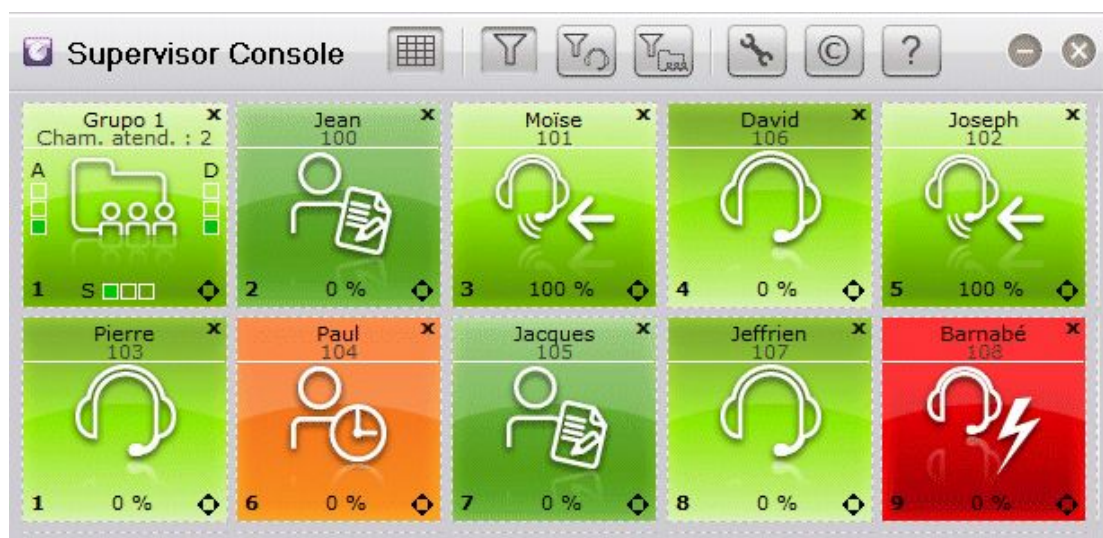 Supervisor Console
©
?
Grupo 1 x
Cham. atend. : 2
A D
1 S
Jean x
100
2 0 %
Moïse x
101
3 100 %
David x
106
4 0 %
Joseph x
102
5 100 %
Pierre x
103
1 0 %
Paul x
104
6 0 %
Jacques x
105
7 0 %
Jeffrien x
107
8 0 %
Barnabé x
108
9 0 %